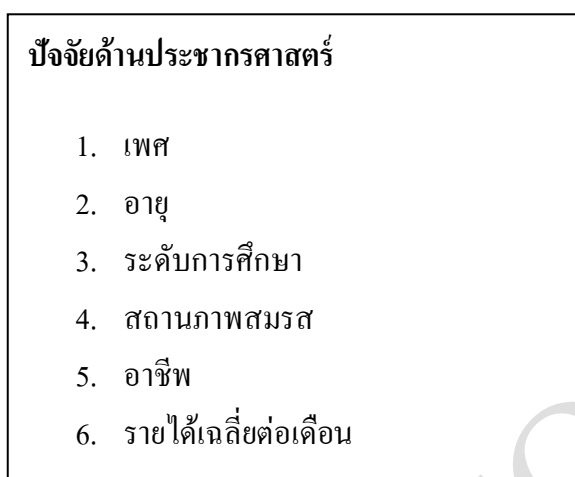 ปัจจัยด้านประชากรศาสตร์
1. เพศ
2. อายุ
3. ระดับการศึกษา
4. สถานภาพสมรส
5. อาชีพ
6. รายได้เฉลี่ยต่อเดือน